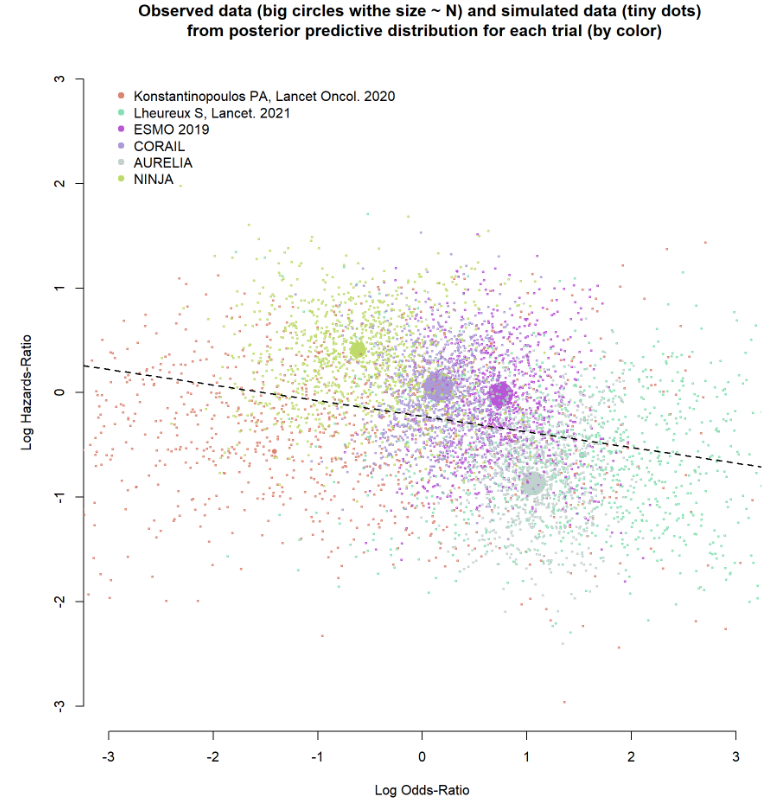 Observed data (big circles withe size ~ N) and simulated data (tiny dots)
from posterior predictive distribution for each trial (by color)
3
2
1
0
-1
-2
-3
Log Hazards-Ratio
Konstantinopoulos PA, Lancet Oncol. 2020
Lheureux S, Lancet. 2021
ESMO 2019
CORAIL
AURELIA
NINJA
-3 -2 -1 0 1 2 3
Log Odds-Ratio